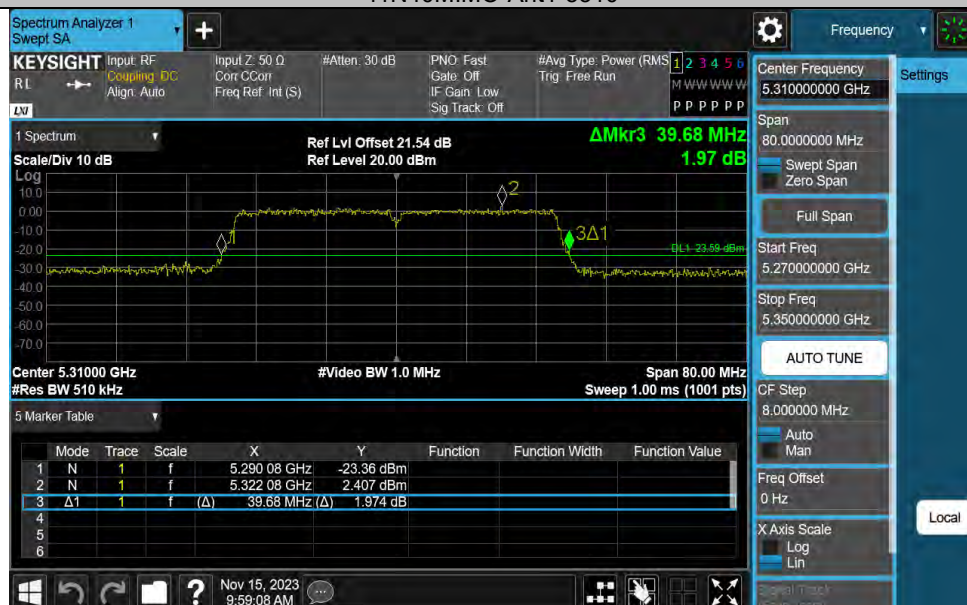 Spectrum Analyzer 1
Swept SA
+
Frequency
KEYSIGHT
RL
LXI
Input: RF
Coupling: DC
Align: Auto
Input Z: 50 Ω
Corr CCorr
Freq Ref: Int (S)
#Atten: 30 dB
PNO: Fast
Gate: Off
IF Gain: Low
Sig Track: Off
#Avg Type: Power (RMS
Trig: Free Run
1 2 3 4 5 6
M W W W W W
P P P P P P
1 Spectrum
Scale/Div 10 dB
Ref Lvl Offset 21.54 dB
Ref Level 20.00 dBm
ΔMkr3 39.68 MHz
1.97 dB
Log
10.0
0.00
-10.0
-20.0
-30.0
-40.0
-50.0
-60.0
-70.0
1
2
3Δ1
DL1 -23.59 dBm
Center 5.31000 GHz
#Res BW 510 kHz
#Video BW 1.0 MHz
Span 80.00 MHz
Sweep 1.00 ms (1001 pts)
5 Marker Table
Mode Trace Scale X Y Function Function Width Function Value
1 N 1 f 5.290 08 GHz -23.36 dBm
2 N 1 f 5.322 08 GHz 2.407 dBm
3 Δ1 1 f (Δ) 39.68 MHz (Δ) 1.974 dB
4
5
6
Nov 15, 2023
9:59:08 AM
Center Frequency
5.310000000 GHz
Span
80.0000000 MHz
Swept Span
Zero Span
Full Span
Start Freq
5.270000000 GHz
Stop Freq
5.350000000 GHz
AUTO TUNE
CF Step
8.000000 MHz
Auto
Man
Freq Offset
0 Hz
X Axis Scale
Log
Lin
Signal Track
Settings
Local